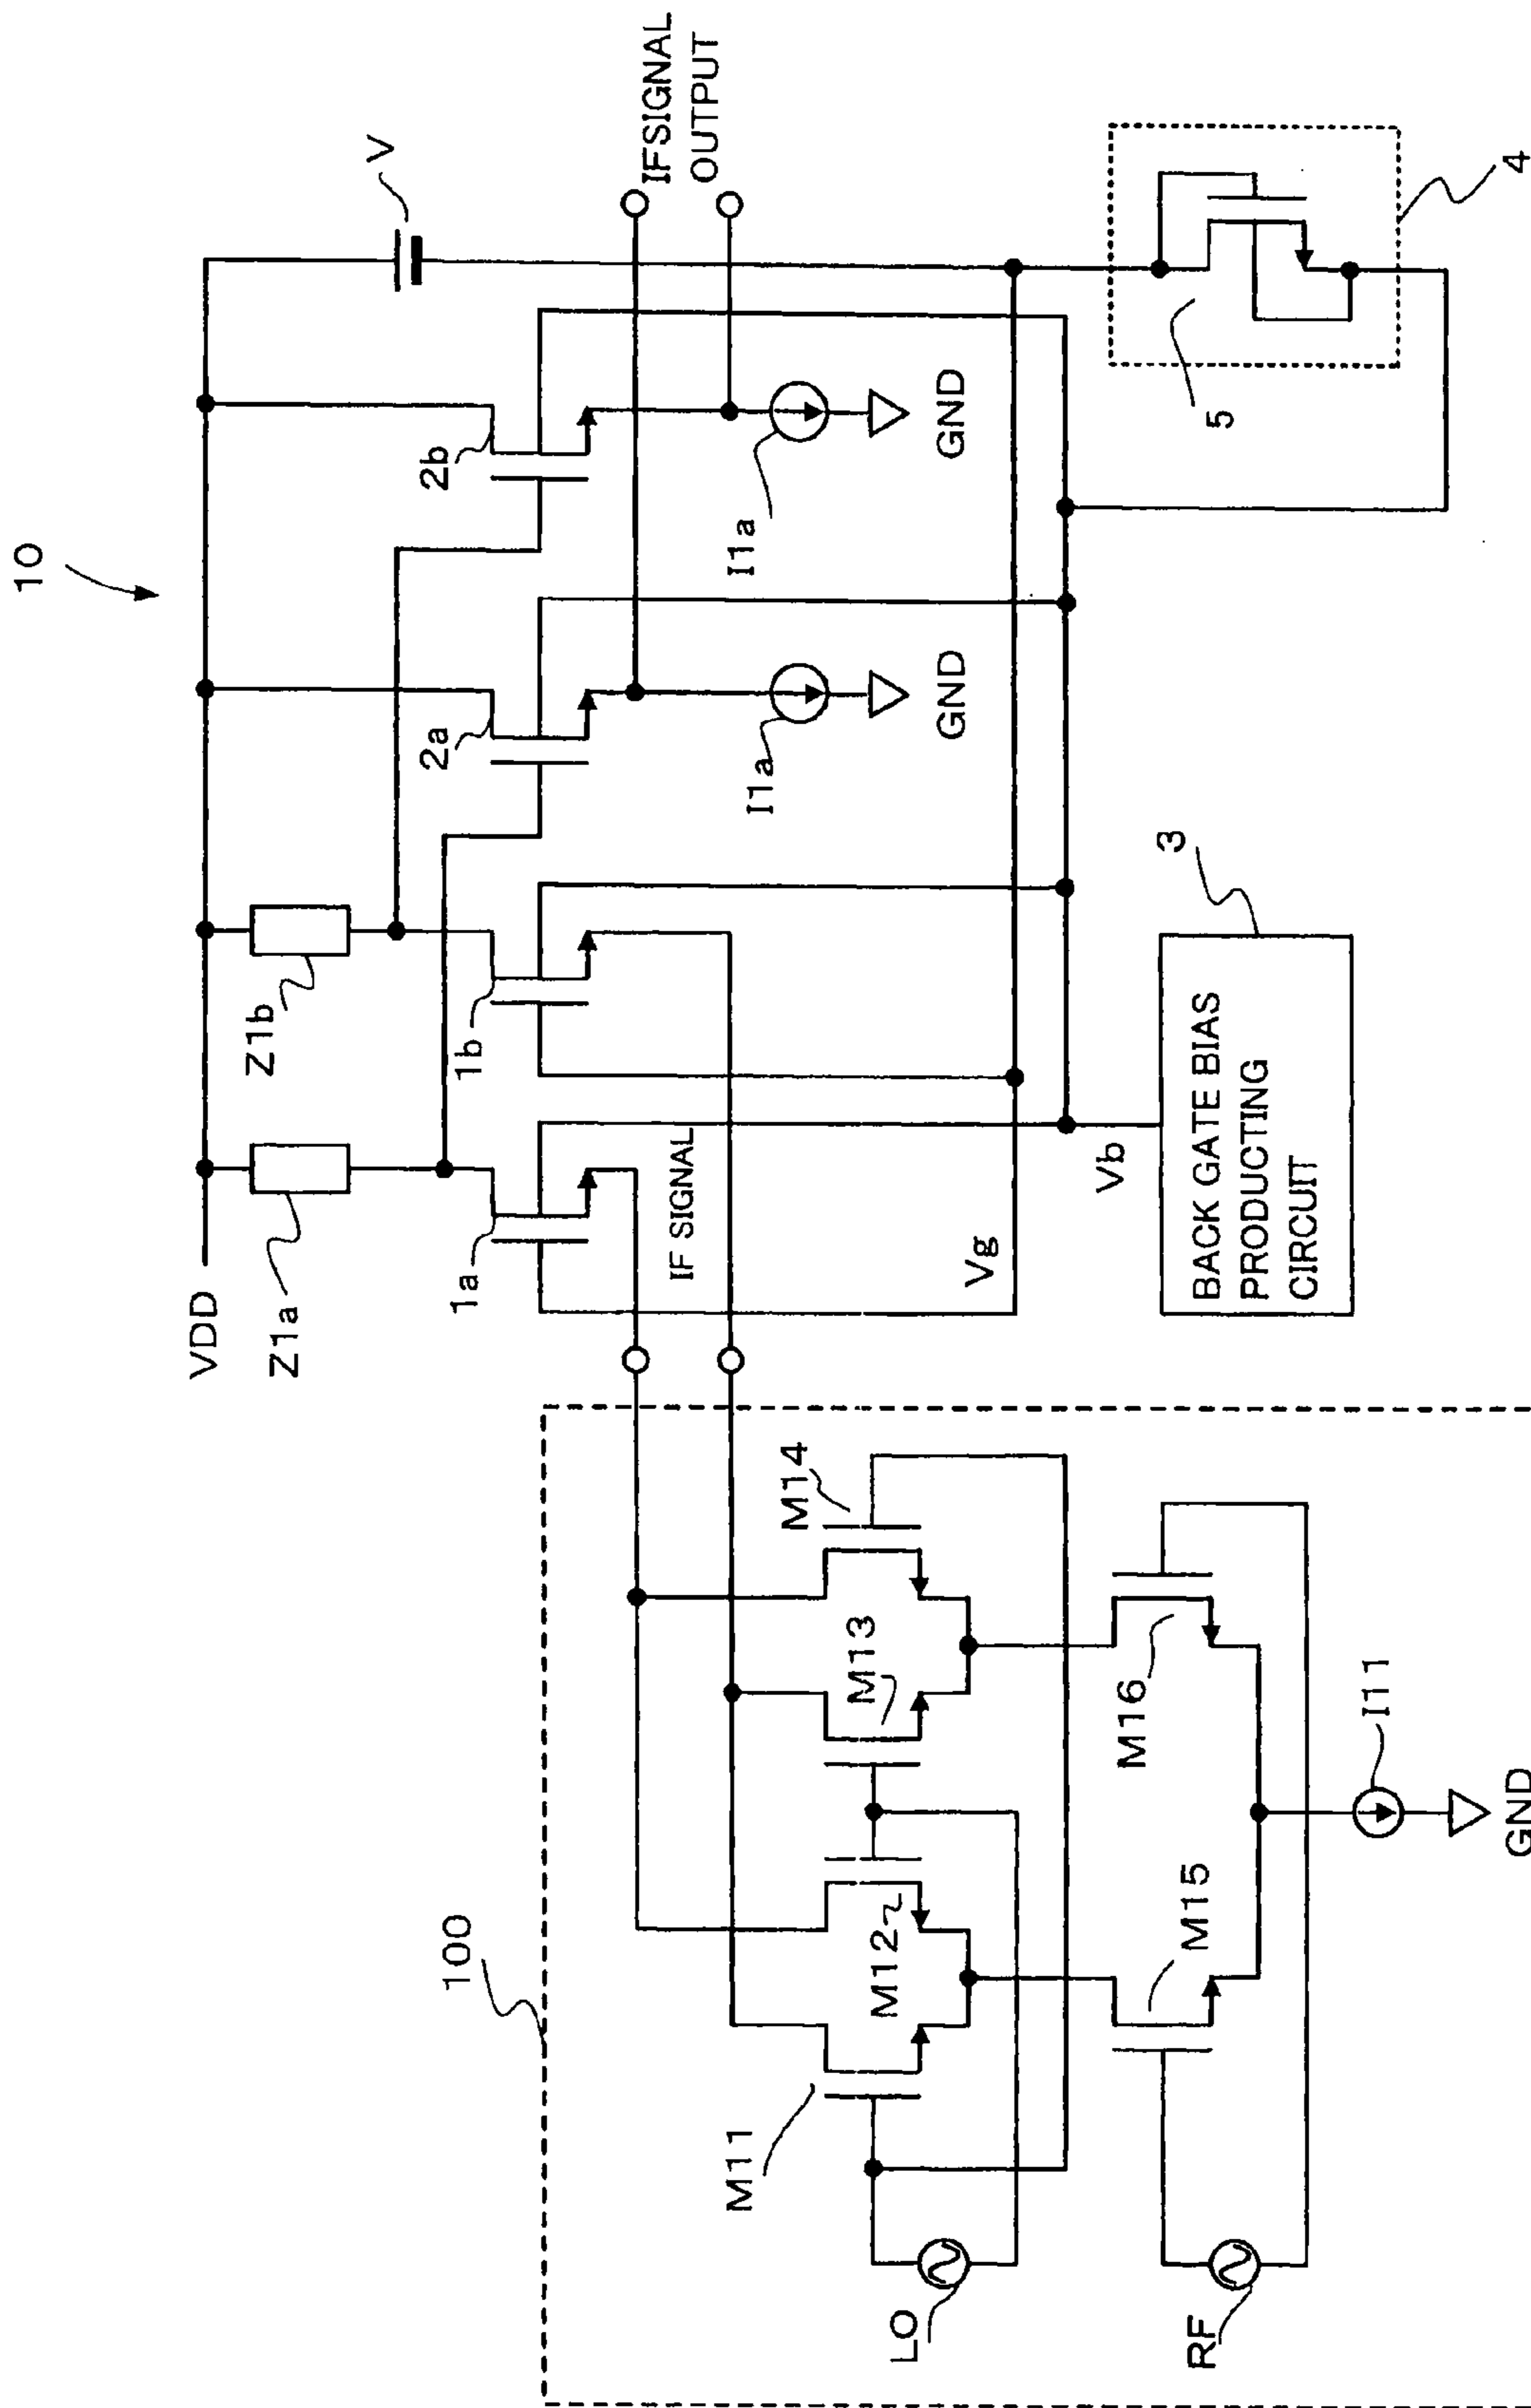 10
VDD
Z1a
Z1b
V
1a
1b
2a
2b
IFSIGNAL
OUTPUT
IF SIGNAL
I1a
I1a
GND
GND
Vg
Vb
BACK GATE BIAS
PRODUCTING
CIRCUIT
3
5
4
100
M11
M12
M13
M14
LO
M15
M16
RF
I11
GND